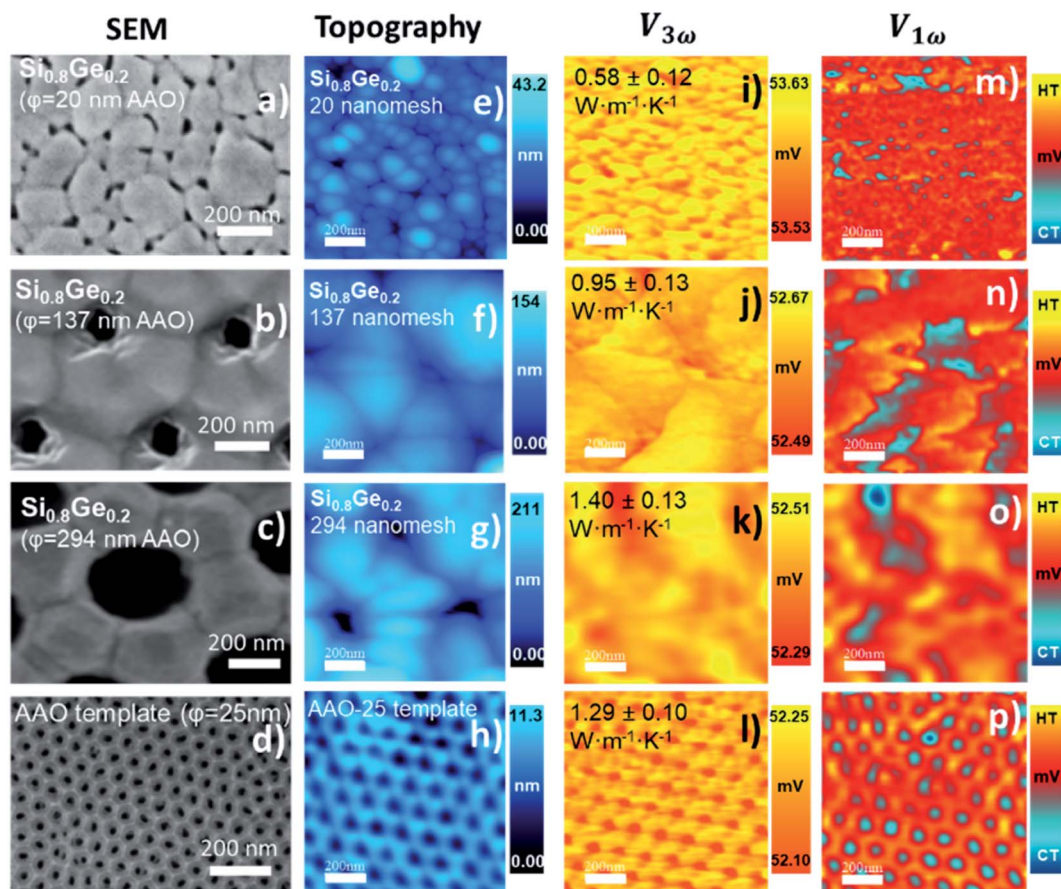 SEM
Topography
V3ω
V1ω
Si0.8Ge0.2
(φ=20 nm AAO)
a)
200 nm
Si0.8Ge0.2
20 nanomesh
e)
200nm
43.2
nm
0.00
0.58 ± 0.12
W·m-1·K-1
i)
200nm
53.63
mV
53.53
m)
200nm
HT
mV
CT
Si0.8Ge0.2
(φ=137 nm AAO)
b)
200 nm
Si0.8Ge0.2
137 nanomesh
f)
200nm
154
nm
0.00
0.95 ± 0.13
W·m-1·K-1
j)
200nm
52.67
mV
52.49
n)
200nm
HT
mV
CT
Si0.8Ge0.2
(φ=294 nm AAO)
c)
200 nm
Si0.8Ge0.2
294 nanomesh
g)
200nm
211
nm
0.00
1.40 ± 0.13
W·m-1·K-1
k)
200nm
52.51
mV
52.29
o)
200nm
HT
mV
CT
AAO template (φ=25nm)
d)
200 nm
AAO-25 template
h)
200nm
11.3
nm
0.00
1.29 ± 0.10
W·m-1·K-1
l)
200nm
52.25
mV
52.10
p)
200nm
HT
mV
CT